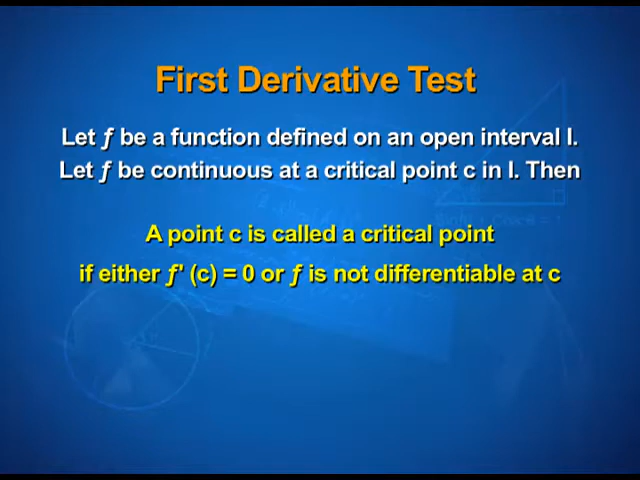 First Derivative Test
Let ƒ be a function defined on an open interval I.
Let ƒ be continuous at a critical point c in I. Then
A point c is called a critical point
if either ƒ' (c) = 0 or ƒ is not differentiable at c